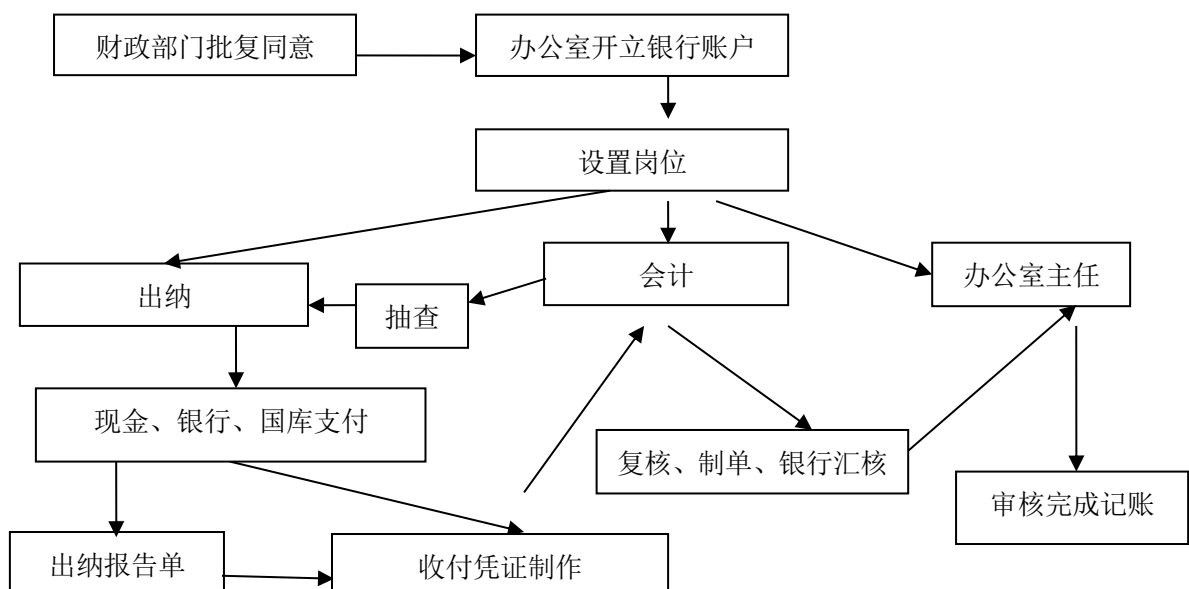 财政部门批复同意
办公室开立银行账户
设置岗位
出纳
抽查
会计
办公室主任
现金、银行、国库支付
复核、制单、银行汇核
审核完成记账
出纳报告单
收付凭证制作